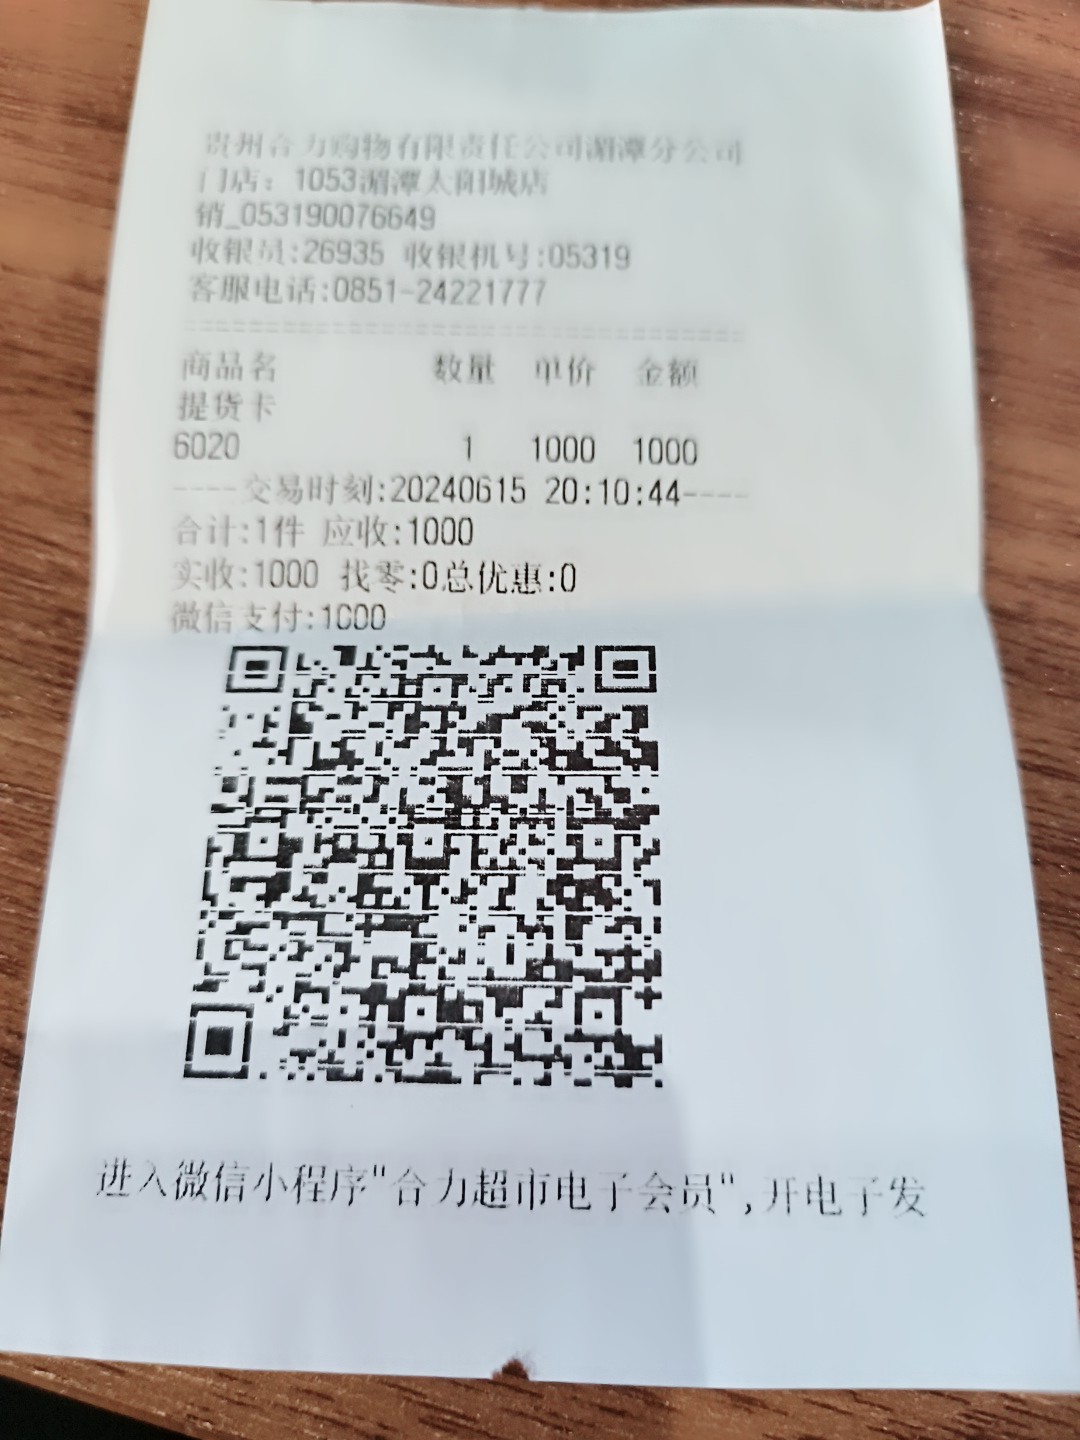 贵州合力购物有限责任公司湄潭分公司
门店：1053湄潭太阳城店
销_053190076649
收银员:26935 收银机号:05319
客服电话:0851-24221777
商品名 数量 单价 金额
提货卡
6020 1 1000 1000
----交易时刻:20240615 20:10:44----
合计:1件 应收:1000
实收:1000 找零:0总优惠:0
微信支付:1000
进入微信小程序"合力超市电子会员",开电子发